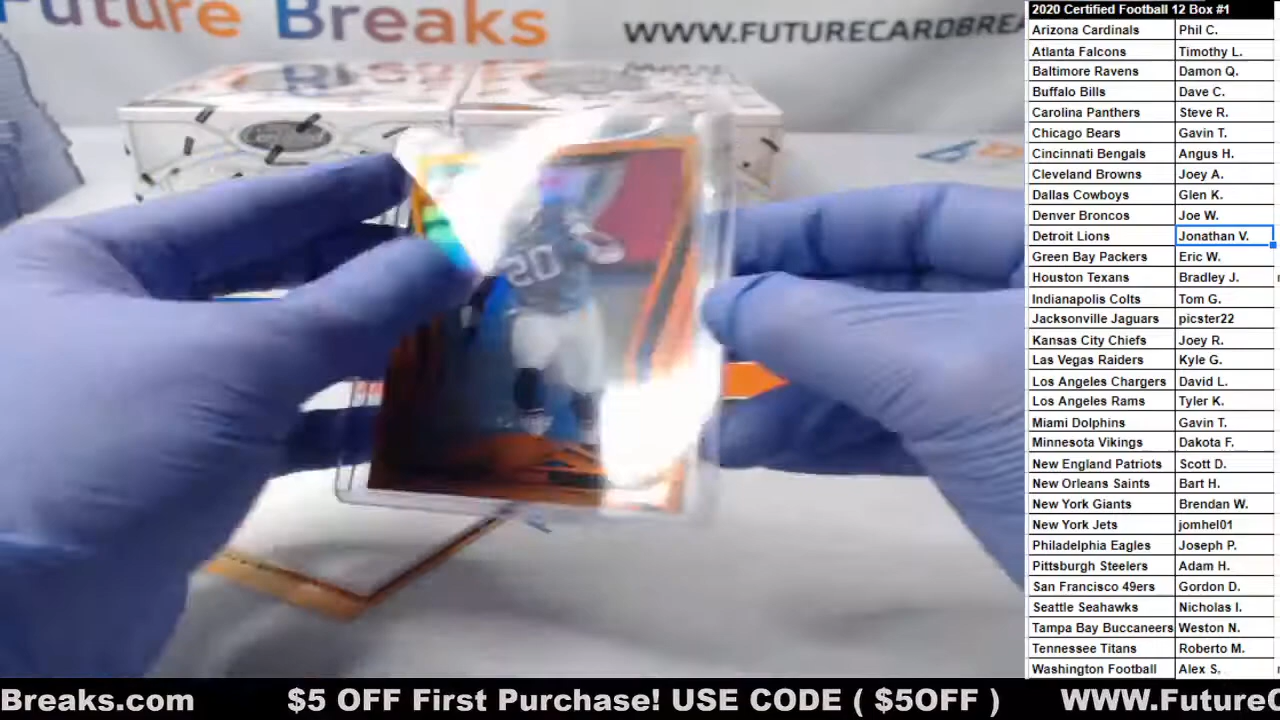 Future Breaks
WWW.FUTURECARDBREA
20
2020 Certified Football 12 Box #1
Arizona Cardinals Phil C.
Atlanta Falcons Timothy L.
Baltimore Ravens Damon Q.
Buffalo Bills Dave C.
Carolina Panthers Steve R.
Chicago Bears Gavin T.
Cincinnati Bengals Angus H.
Cleveland Browns Joey A.
Dallas Cowboys Glen K.
Denver Broncos Joe W.
Detroit Lions Jonathan V.
Green Bay Packers Eric W.
Houston Texans Bradley J.
Indianapolis Colts Tom G.
Jacksonville Jaguars picster22
Kansas City Chiefs Joey R.
Las Vegas Raiders Kyle G.
Los Angeles Chargers David L.
Los Angeles Rams Tyler K.
Miami Dolphins Gavin T.
Minnesota Vikings Dakota F.
New England Patriots Scott D.
New Orleans Saints Bart H.
New York Giants Brendan W.
New York Jets jomhel01
Philadelphia Eagles Joseph P.
Pittsburgh Steelers Adam H.
San Francisco 49ers Gordon D.
Seattle Seahawks Nicholas I.
Tampa Bay Buccaneers Weston N.
Tennessee Titans Roberto M.
Washington Football Alex S.
Breaks.com $5 OFF First Purchase! USE CODE ( $5OFF ) WWW.FutureC